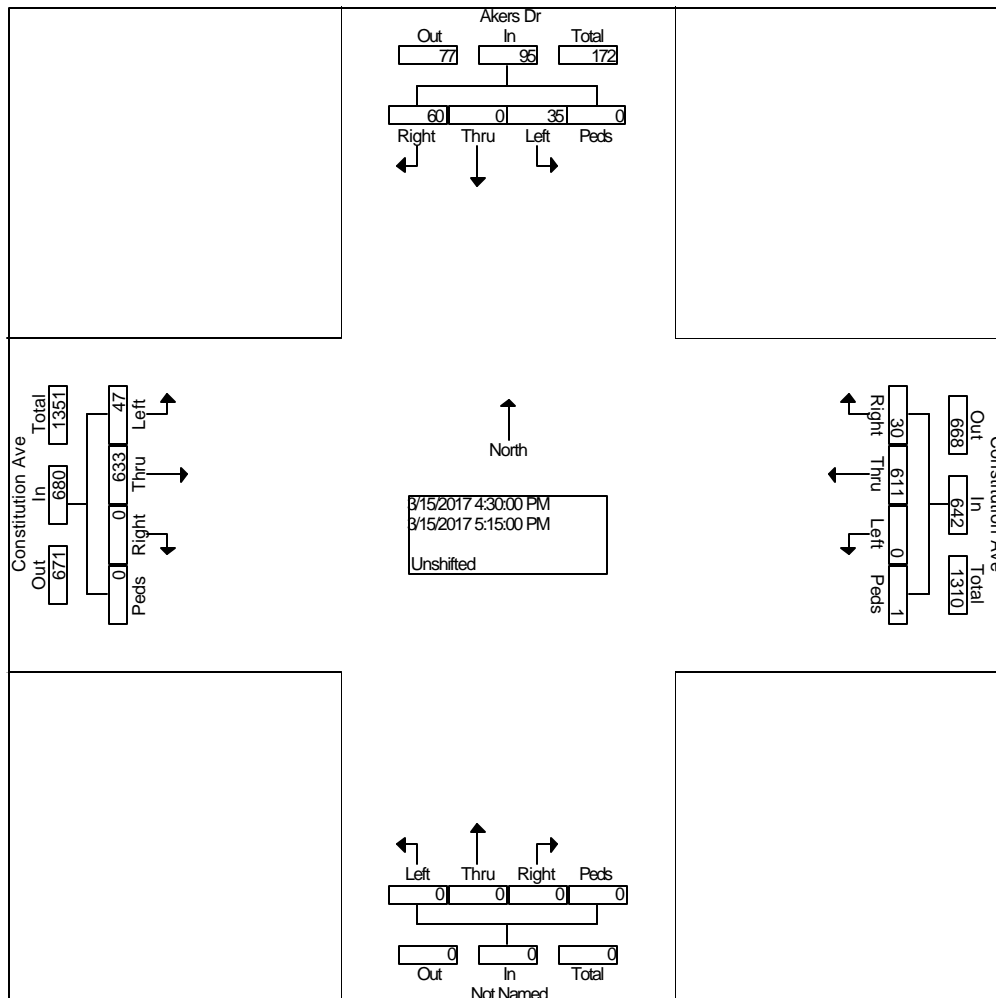 Akers Dr
Out In Total
77 95 172
60 0 35 0
Right Thru Left Peds
Constitution Ave
Total In Out
1351 680 671
47 633 0 0
Left Thru Right Peds
North
3/15/2017 4:30:00 PM
3/15/2017 5:15:00 PM
Unshifted
Right Thru Left Peds
30 611 0 1
668 642 1310
Out In Total
Constitution Ave
Left Thru Right Peds
0 0 0 0
0 0 0
Out In Total
Not Named